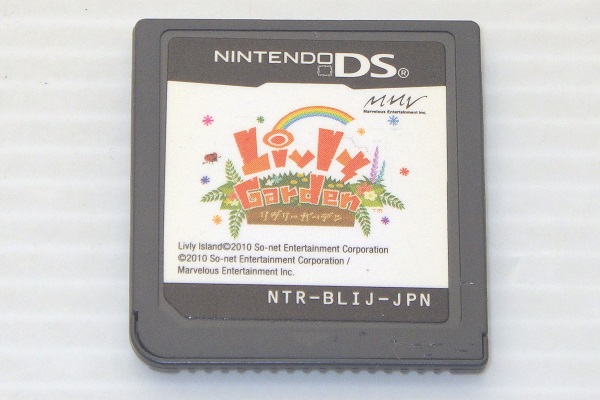 NINTENDO DS®
Marvelous Entertainment Inc.
Livly
Garden
リヴリーガーデン
Livly Island©2010 So-net Entertainment Corporation
©2010 So-net Entertainment Corporation /
Marvelous Entertainment Inc.
NTR-BLIJ-JPN